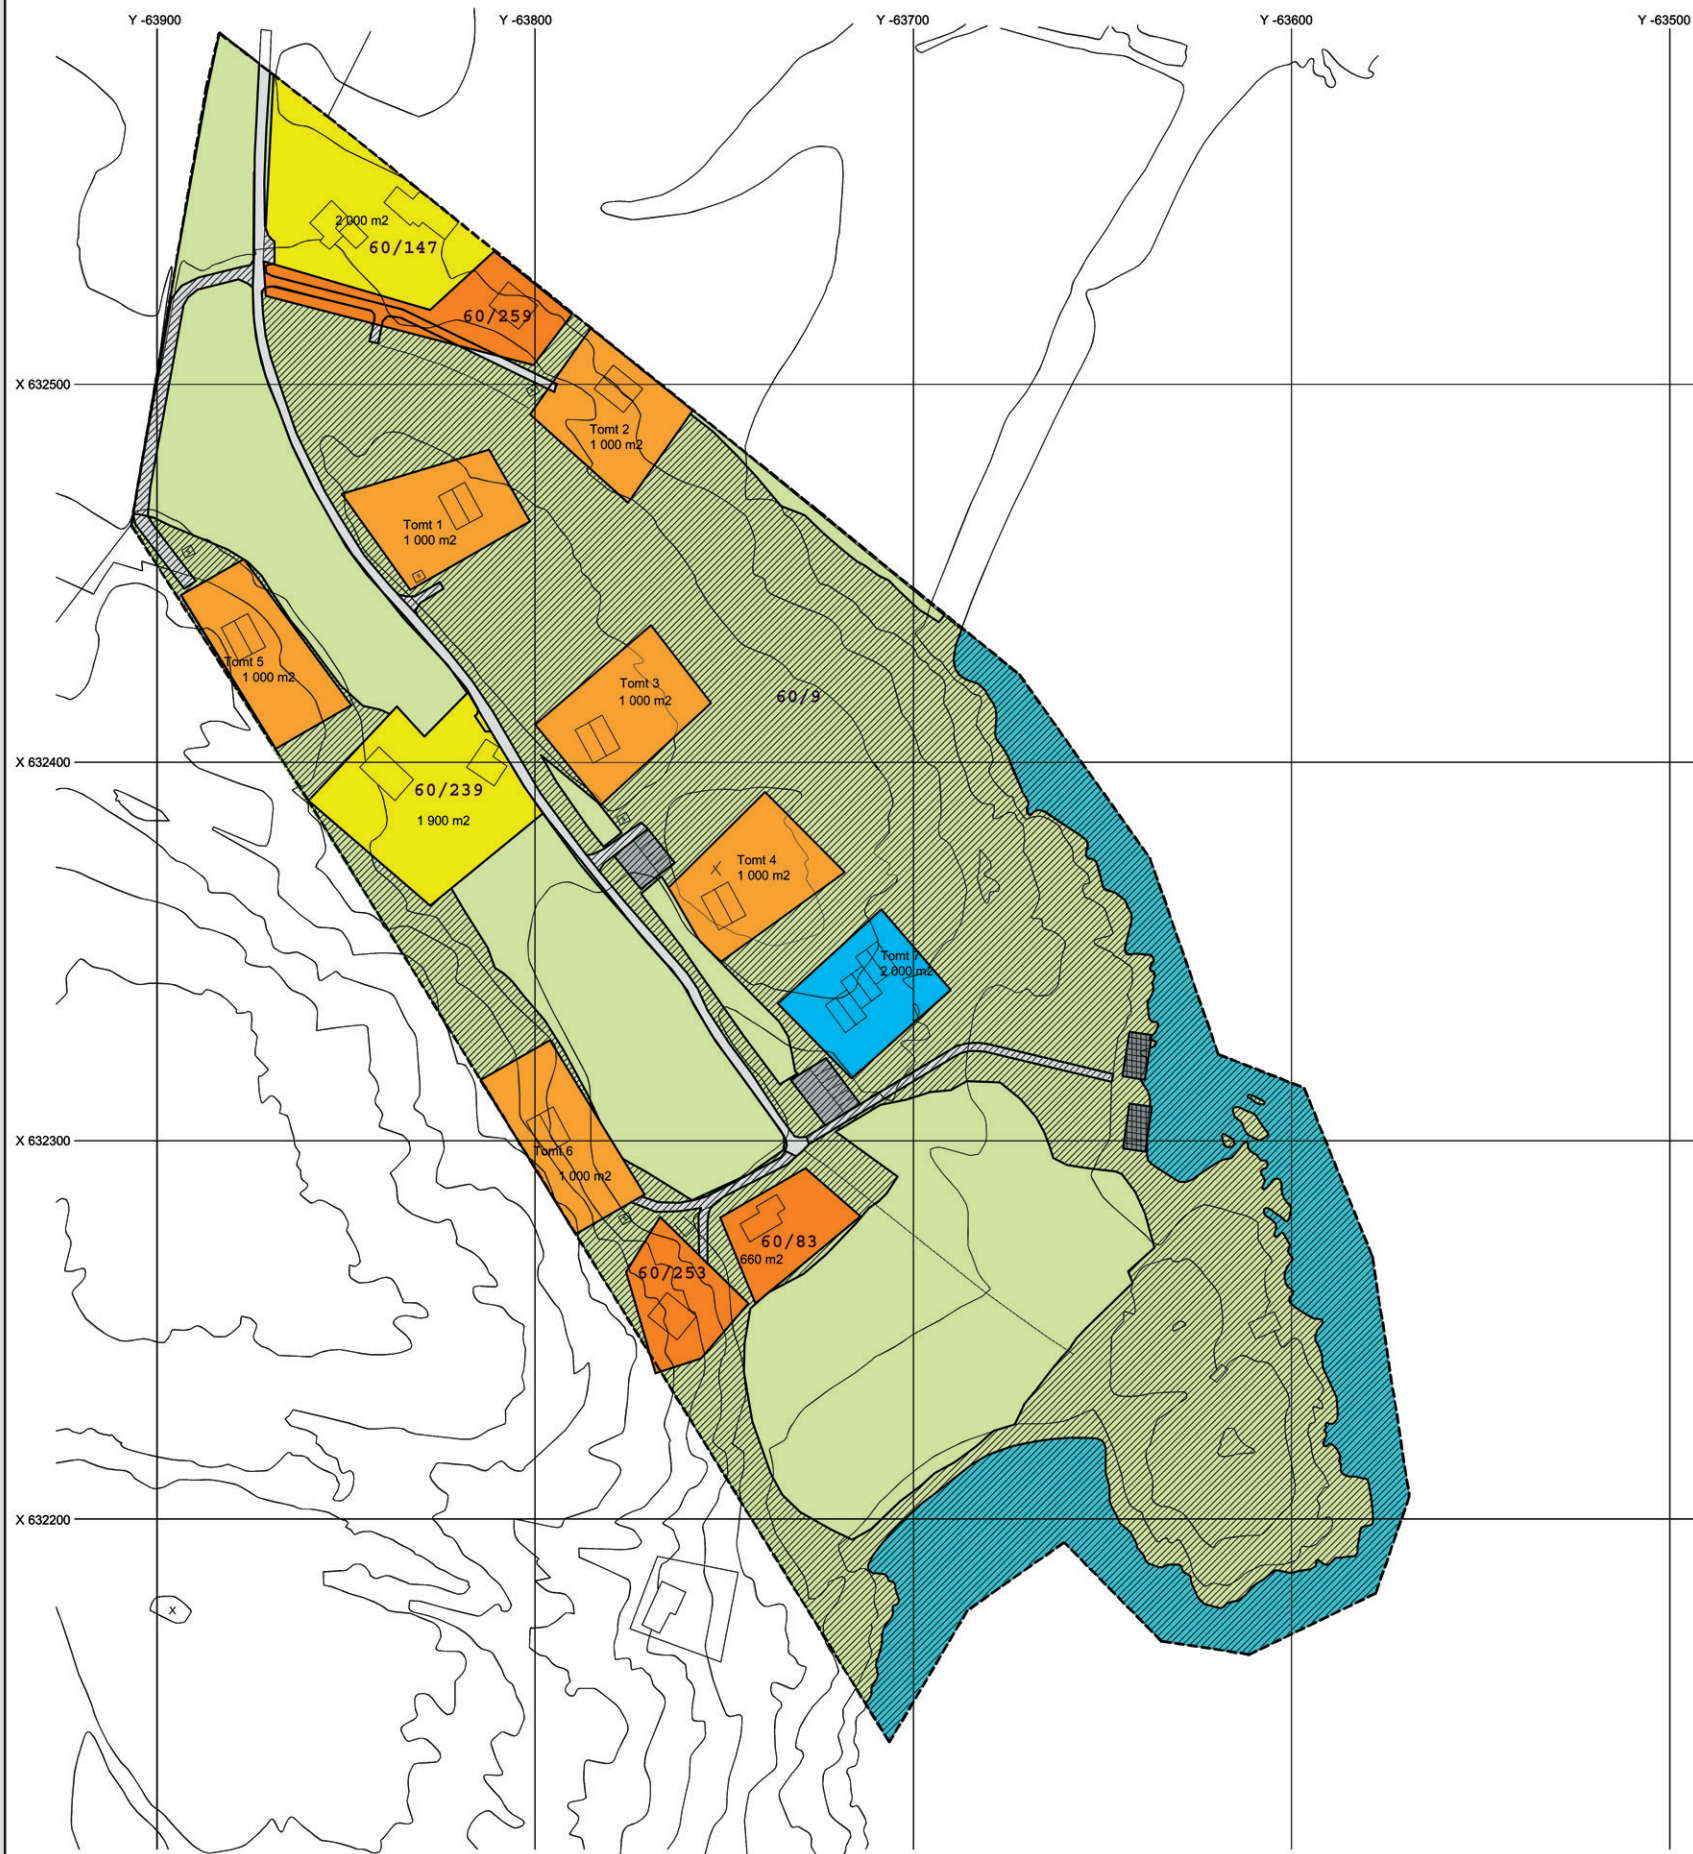 Y -63900
Y -63800
Y -63700
Y -63600
Y -63500
2 000 m2
60/147
60/259
X 632500
Tomt 2
1 000 m2
Tomt 1
1 000 m2
Tomt 5
1 000 m2
Tomt 3
1 000 m2
60/9
X 632400
60/239
1 900 m2
Tomt 4
1 000 m2
Tomt 7
2 000 m2
X 632300
Tomt 6
1 000 m2
60/83
660 m2
60/253
X 632200
X